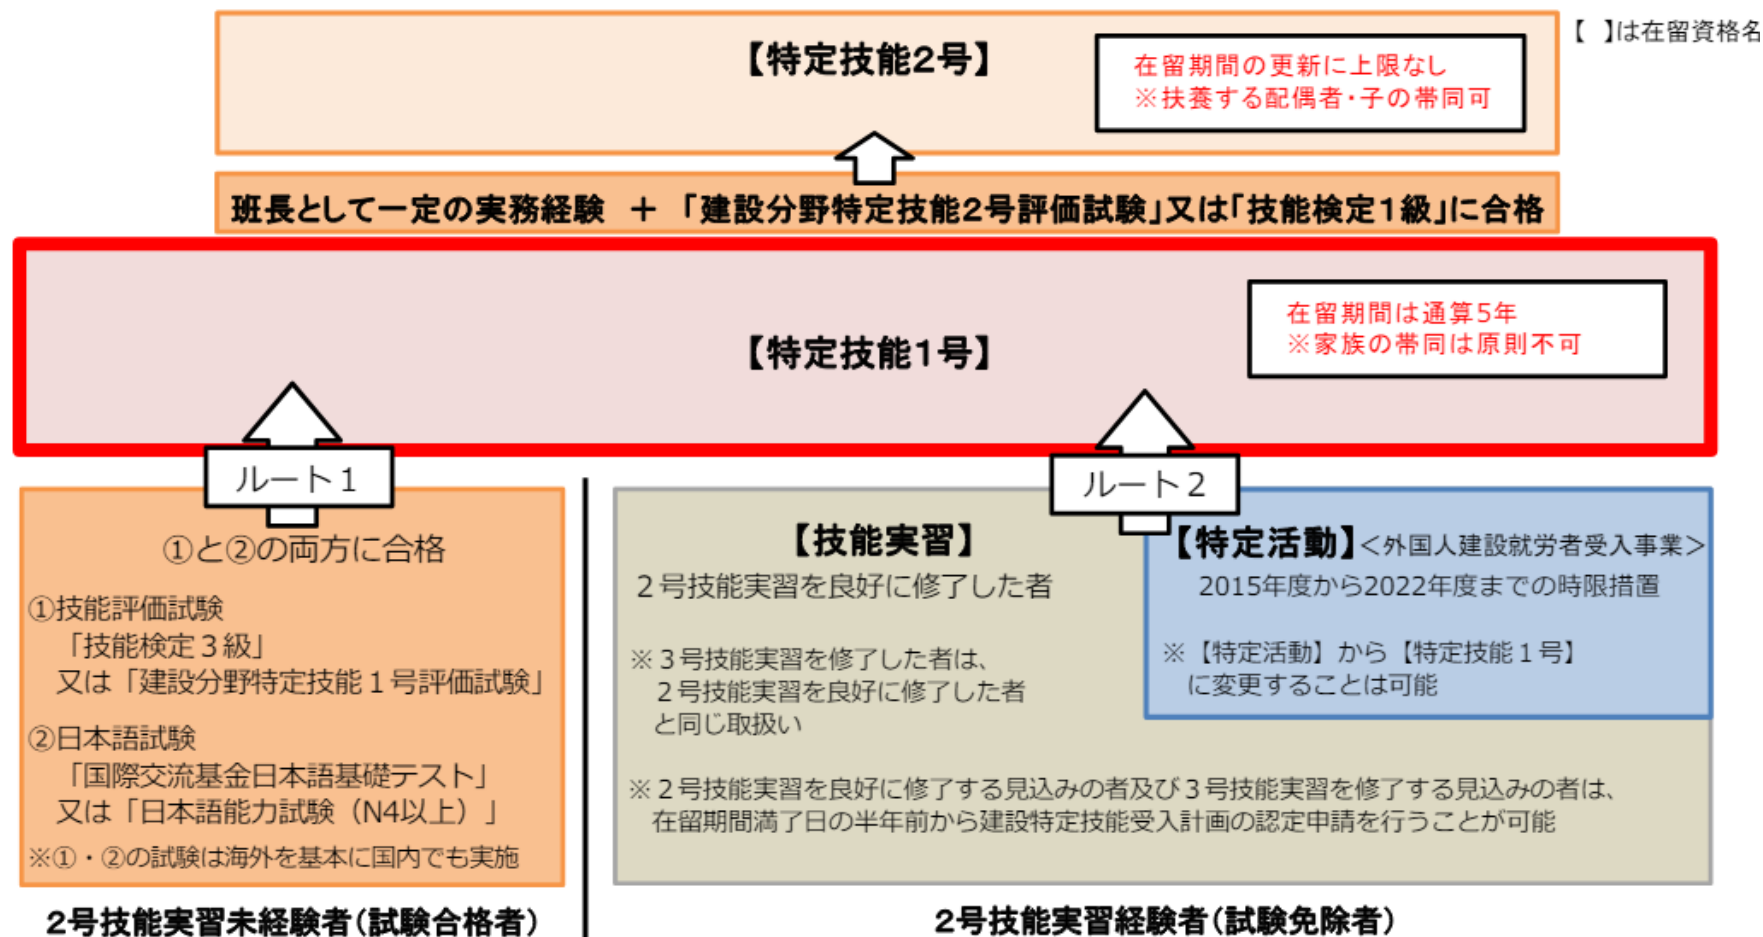 【 】は在留資格名
【特定技能2号】
在留期間の更新に上限なし
※扶養する配偶者・子の帯同可
班長として一定の実務経験 ＋ 「建設分野特定技能2号評価試験」又は「技能検定1級」に合格
【特定技能1号】
在留期間は通算5年
※家族の帯同は原則不可
ルート1
①と②の両方に合格
①技能評価試験
「技能検定３級」
又は「建設分野特定技能１号評価試験」
②日本語試験
「国際交流基金日本語基礎テスト」
又は「日本語能力試験（N4以上）」
※①・②の試験は海外を基本に国内でも実施
2号技能実習未経験者(試験合格者)
ルート2
【技能実習】
２号技能実習を良好に修了した者
※３号技能実習を修了した者は、
２号技能実習を良好に修了した者
と同じ取扱い
【特定活動】＜外国人建設就労者受入事業＞
2015年度から2022年度までの時限措置
※【特定活動】から【特定技能１号】
に変更することは可能
※２号技能実習を良好に修了する見込みの者及び３号技能実習を修了する見込みの者は、
在留期間満了日の半年前から建設特定技能受入計画の認定申請を行うことが可能
2号技能実習経験者(試験免除者)